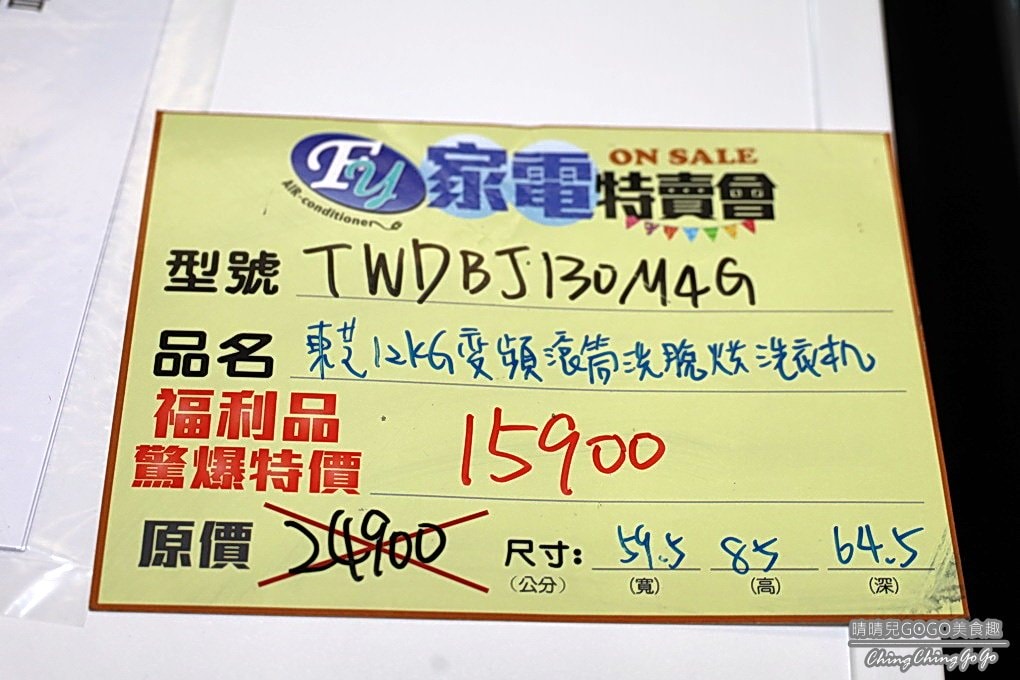 Fy
AIR-conditioner
家電
ON SALE
特賣會
型號 TWDBJ130M4G
品名 東芝12KG變頻滾筒洗脫烘洗衣机
福利品
驚爆特價 15900
原價 24900 尺寸: 59.5 85 64.5
(公分) (寬) (高) (深)
晴晴兒GOGO美食趣
ChingChingGoGo